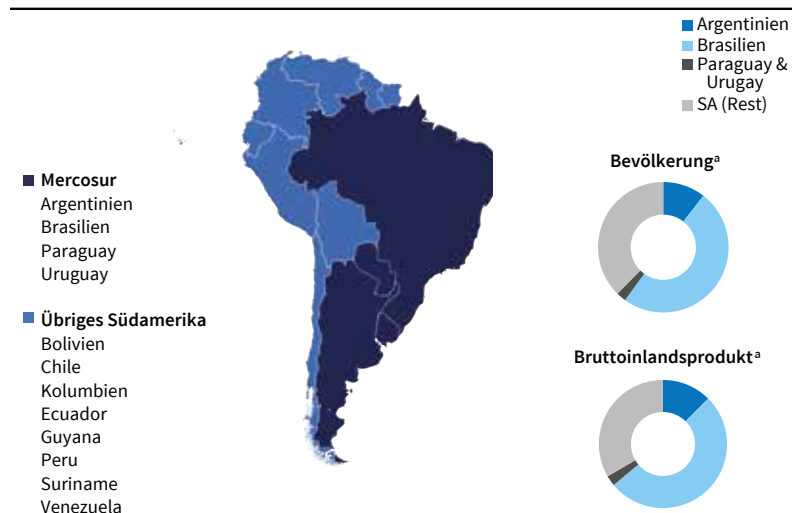 Argentinien
Brasilien
Paraguay &
Urugay
SA (Rest)
Mercosur
Argentinien
Brasilien
Paraguay
Uruguay
Übriges Südamerika
Bolivien
Chile
Kolumbien
Ecuador
Guyana
Peru
Suriname
Venezuela
Bevölkerungᵃ
Bruttoinlandsproduktᵃ